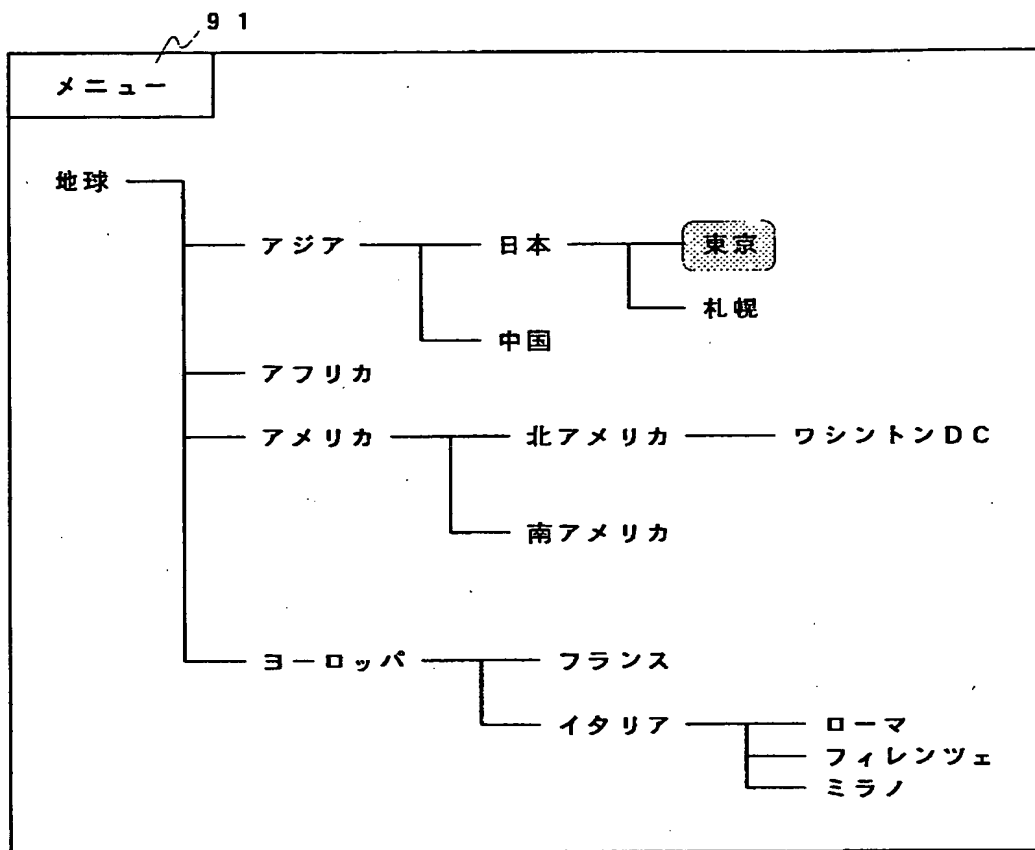 91
メニュー
地球
アジア 日本 東京
札幌
中国
アフリカ
アメリカ 北アメリカ ワシントンDC
南アメリカ
ヨーロッパ フランス
イタリア ローマ
フィレンツェ
ミラノ